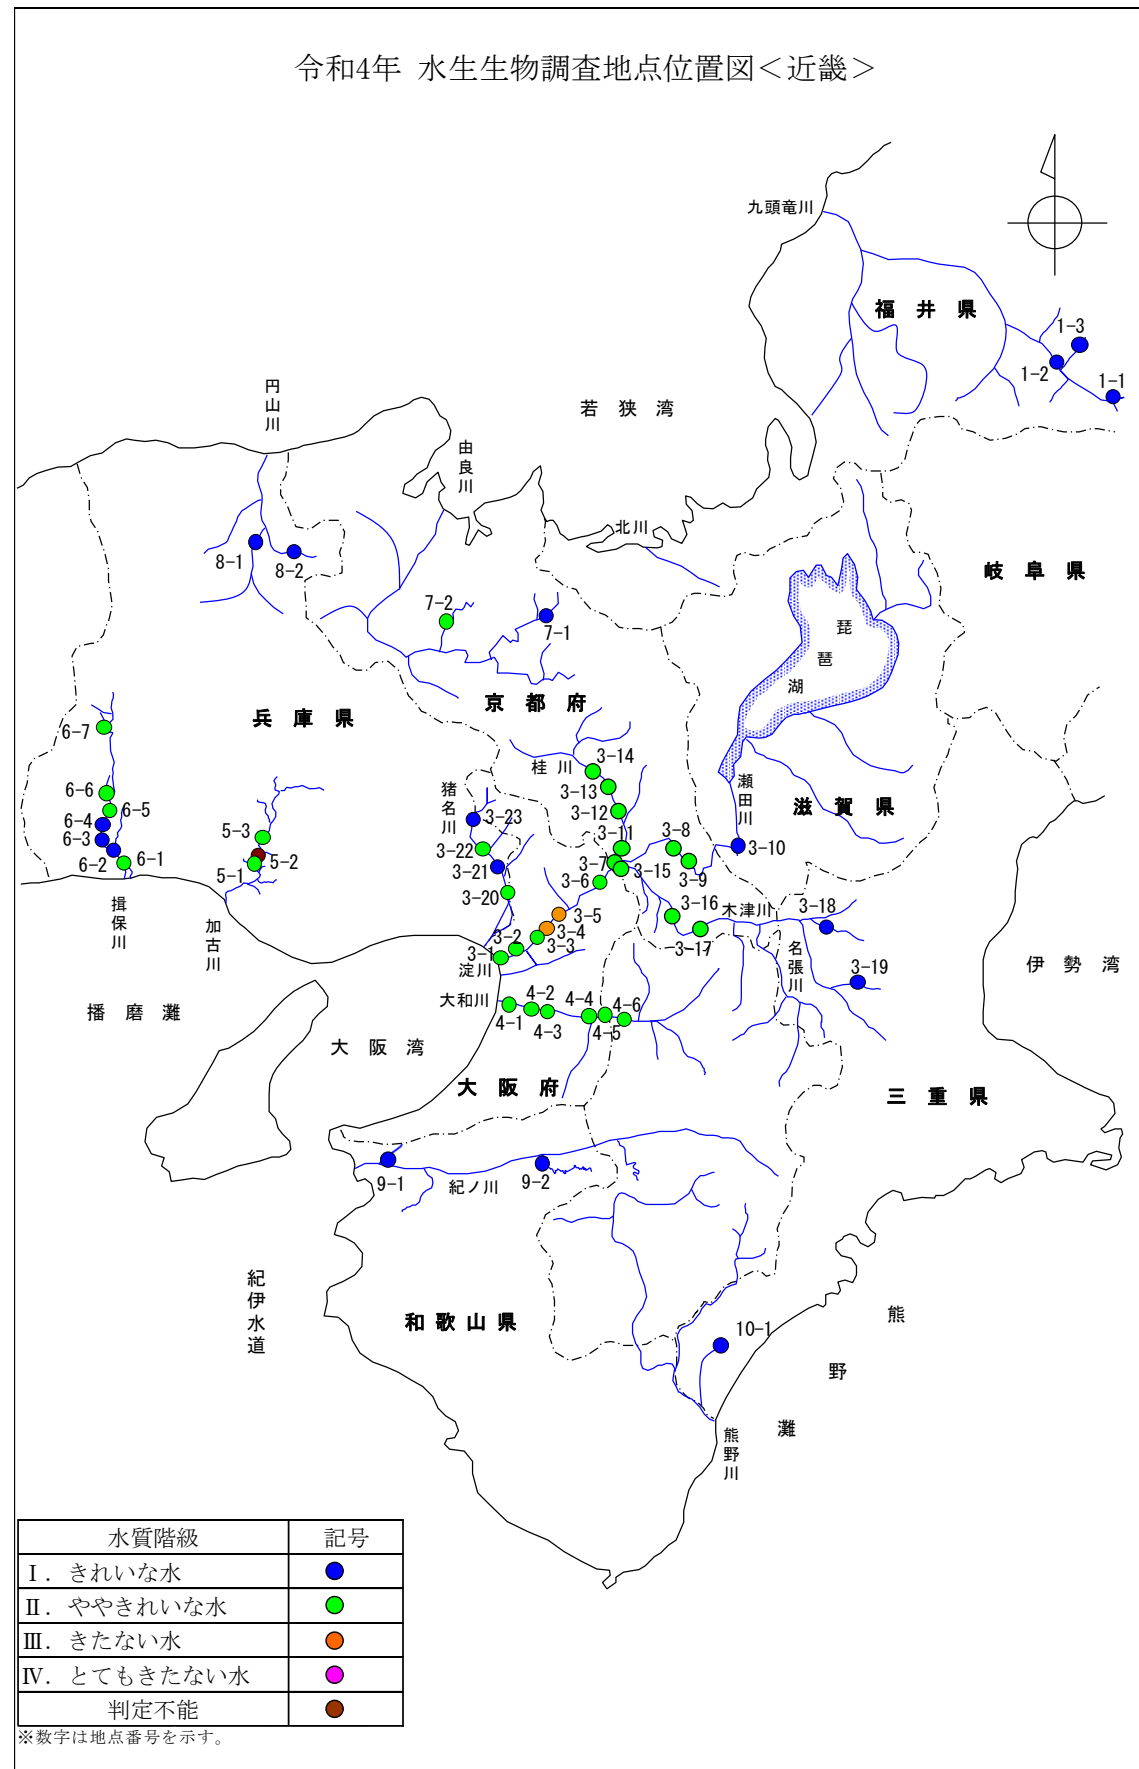 令和4年 水生生物調査地点位置図＜近畿＞
九頭竜川
福井県
1-3
1-2
1-1
円山川
若狭湾
由良川
北川
8-1
8-2
岐阜県
7-2
7-1
琵琶湖
京都府
兵庫県
6-7
桂川
3-14
瀬田川
猪名川
6-6
3-13
滋賀県
6-5
3-12
6-4
3-23
5-3
3-11
3-8
6-3
3-10
3-22
6-2
6-1
5-2
3-7
3-15
3-9
5-1
3-21
3-6
3-20
揖保川
加古川
3-5
3-16
木津川
3-18
3-4
3-2
3-3
3-17
名張川
3-1
淀川
3-19
伊勢湾
大和川
播磨灘
4-2
4-4
4-6
4-1
4-3
4-5
大阪湾
大阪府
三重県
9-1
紀ノ川
9-2
紀伊水道
和歌山県
熊野灘
10-1
熊野川
水質階級 記号
Ⅰ. きれいな水
Ⅱ. ややきれいな水
Ⅲ. きたない水
Ⅳ. とてもきたない水
判定不能
※数字は地点番号を示す。